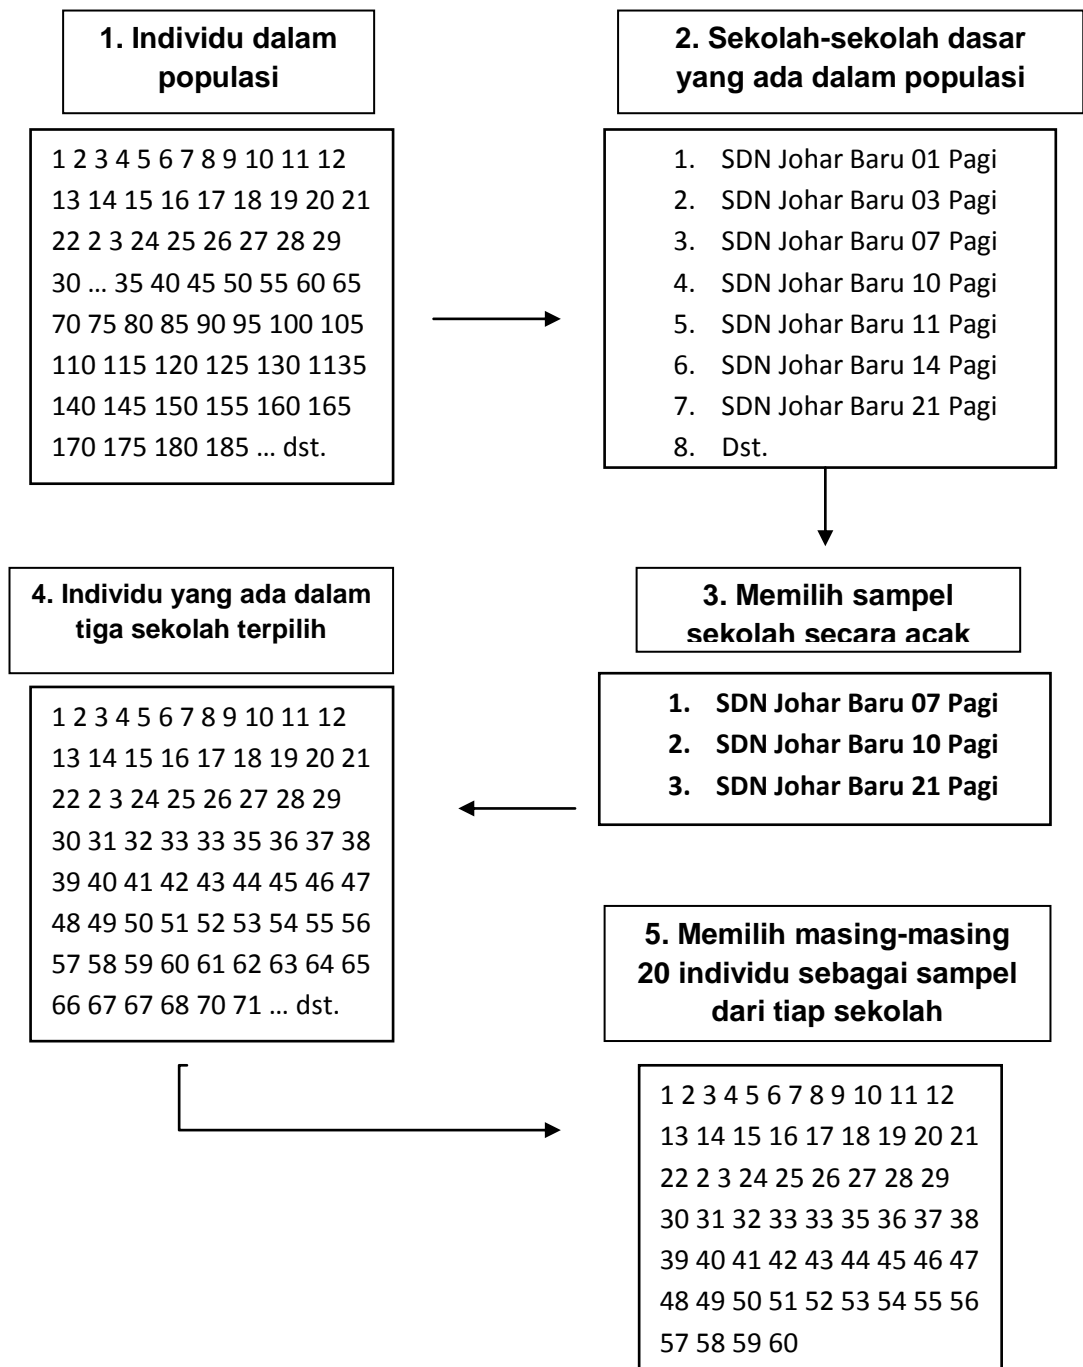 1. Individu dalam
populasi
1 2 3 4 5 6 7 8 9 10 11 12
13 14 15 16 17 18 19 20 21
22 2 3 24 25 26 27 28 29
30 … 35 40 45 50 55 60 65
70 75 80 85 90 95 100 105
110 115 120 125 130 1135
140 145 150 155 160 165
170 175 180 185 … dst.
2. Sekolah-sekolah dasar
yang ada dalam populasi
1. SDN Johar Baru 01 Pagi
2. SDN Johar Baru 03 Pagi
3. SDN Johar Baru 07 Pagi
4. SDN Johar Baru 10 Pagi
5. SDN Johar Baru 11 Pagi
6. SDN Johar Baru 14 Pagi
7. SDN Johar Baru 21 Pagi
8. Dst.
3. Memilih sampel
sekolah secara acak
1. SDN Johar Baru 07 Pagi
2. SDN Johar Baru 10 Pagi
3. SDN Johar Baru 21 Pagi
4. Individu yang ada dalam
tiga sekolah terpilih
1 2 3 4 5 6 7 8 9 10 11 12
13 14 15 16 17 18 19 20 21
22 2 3 24 25 26 27 28 29
30 31 32 33 33 35 36 37 38
39 40 41 42 43 44 45 46 47
48 49 50 51 52 53 54 55 56
57 58 59 60 61 62 63 64 65
66 67 67 68 70 71 … dst.
5. Memilih masing-masing
20 individu sebagai sampel
dari tiap sekolah
1 2 3 4 5 6 7 8 9 10 11 12
13 14 15 16 17 18 19 20 21
22 2 3 24 25 26 27 28 29
30 31 32 33 33 35 36 37 38
39 40 41 42 43 44 45 46 47
48 49 50 51 52 53 54 55 56
57 58 59 60